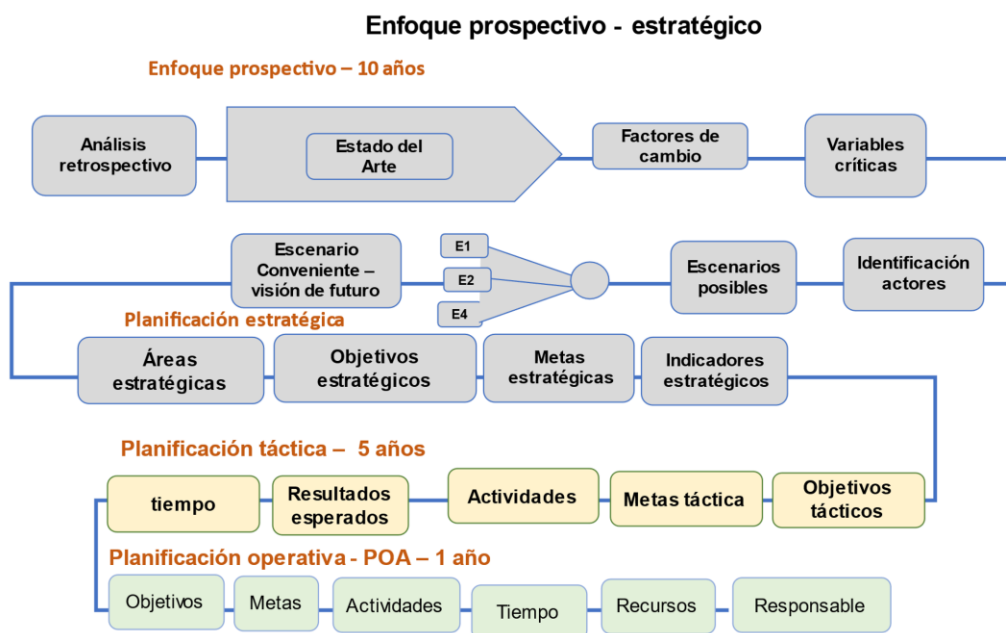 Enfoque prospectivo - estratégico
Enfoque prospectivo – 10 años
Análisis
retrospectivo
Estado del
Arte
Factores de
cambio
Variables
críticas
Escenario
Conveniente –
visión de futuro
E1
E2
E4
Escenarios
posibles
Identificación
actores
Planificación estratégica
Áreas
estratégicas
Objetivos
estratégicos
Metas
estratégicas
Indicadores
estratégicos
Planificación táctica – 5 años
tiempo
Resultados
esperados
Actividades
Metas táctica
Objetivos
tácticos
Planificación operativa - POA – 1 año
Objetivos
Metas
Actividades
Tiempo
Recursos
Responsable